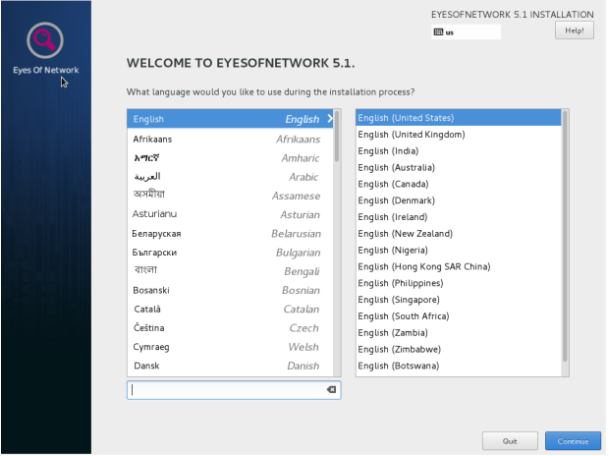 EYESOFNETWORK 5.1 INSTALLATION
us
Help!
Eyes Of Network
WELCOME TO EYESOFNETWORK 5.1.
What language would you like to use during the installation process?
English English
Afrikaans Afrikaans
አማርኛ Amharic
العربية Arabic
অসমীয়া Assamese
Asturianu Asturian
Беларуская Belarusian
Български Bulgarian
বাংলা Bengali
Bosanski Bosnian
Català Catalan
Čeština Czech
Cymraeg Welsh
Dansk Danish
English (United States)
English (United Kingdom)
English (India)
English (Australia)
English (Canada)
English (Denmark)
English (Ireland)
English (New Zealand)
English (Nigeria)
English (Hong Kong SAR China)
English (Philippines)
English (Singapore)
English (South Africa)
English (Zambia)
English (Zimbabwe)
English (Botswana)
Quit
Continue